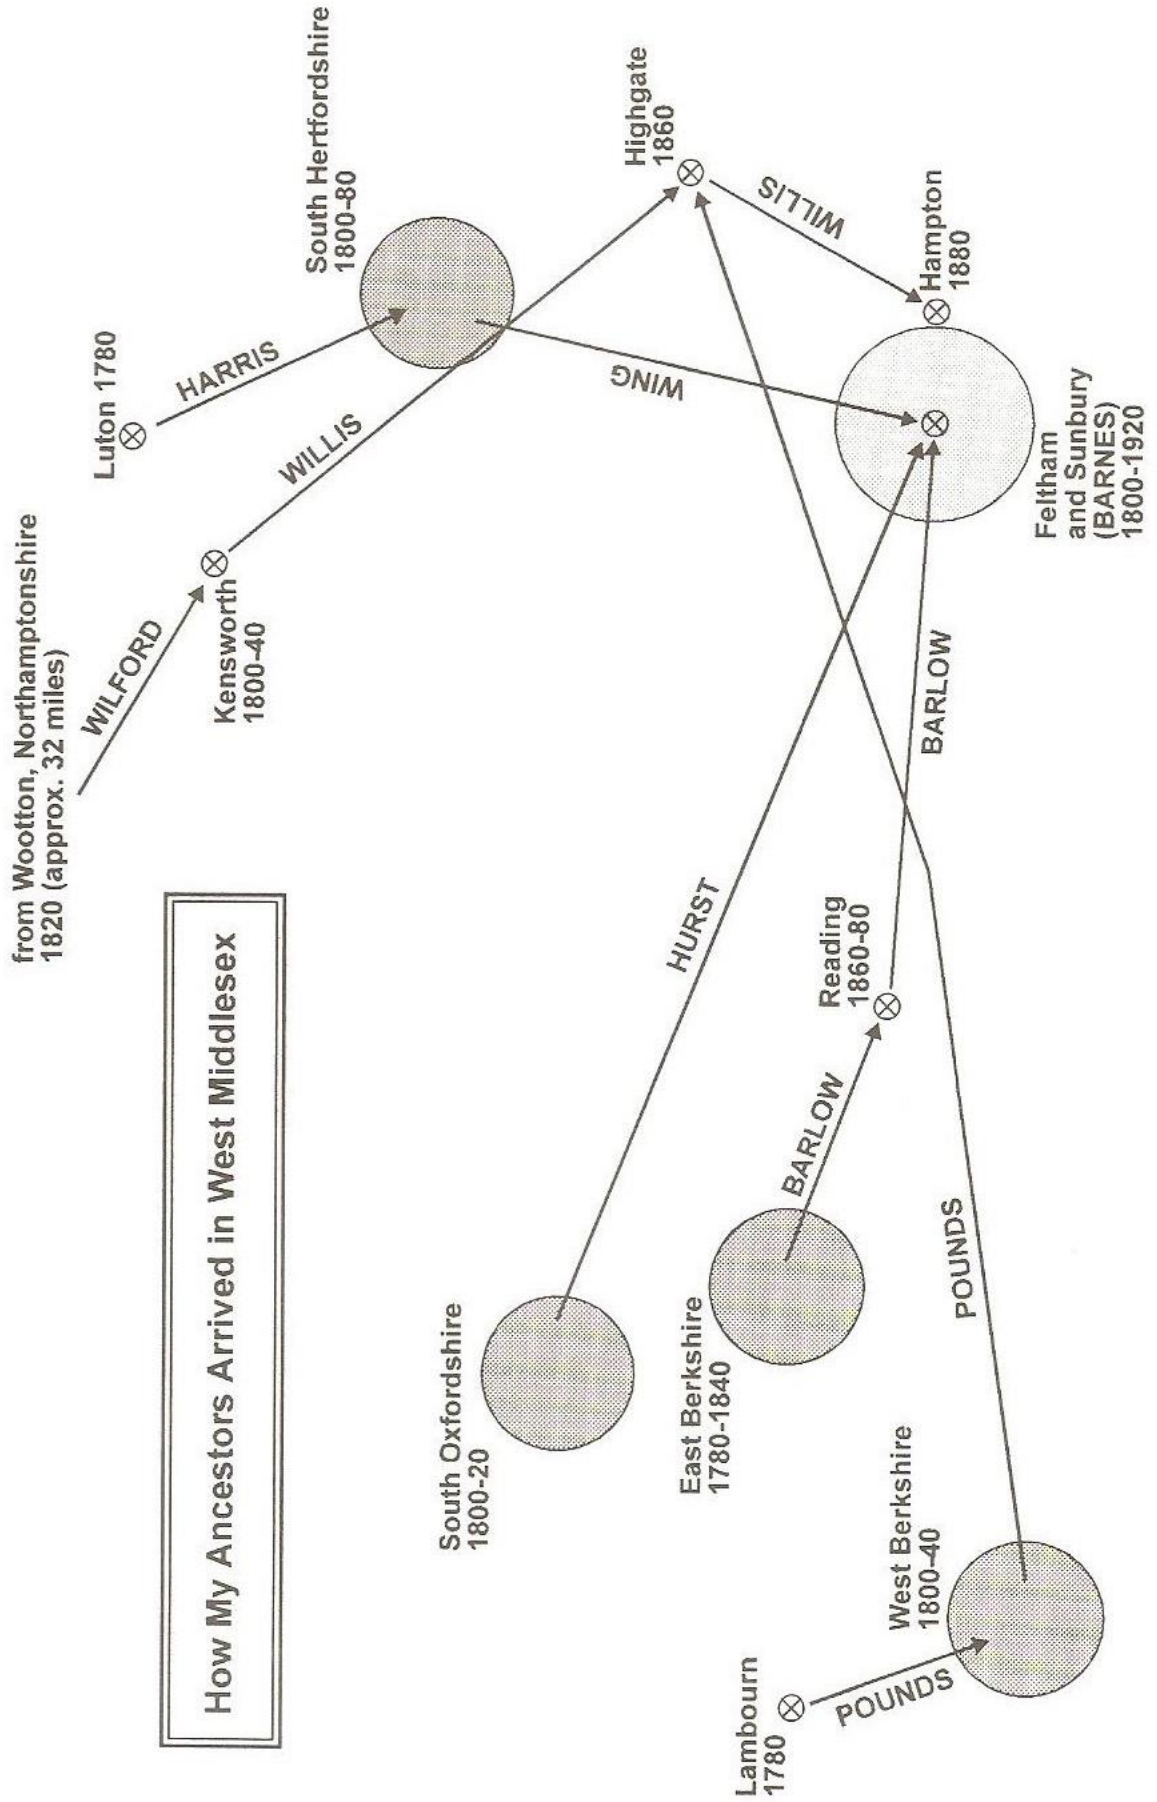 How My Ancestors Arrived in West Middlesex
from Wootton, Northamptonshire
1820 (approx. 32 miles)
WILFORD
Kensworth
1800-40
Luton 1780
HARRIS
WILLIS
South Hertfordshire
1800-80
Highgate
1860
WILLIS
WING
Hampton
1880
Feltham
and Sunbury
(BARNES)
1800-1920
South Oxfordshire
1800-20
HURST
East Berkshire
1780-1840
BARLOW
Reading
1860-80
BARLOW
Lambourn
1780
POUNDS
West Berkshire
1800-40
POUNDS